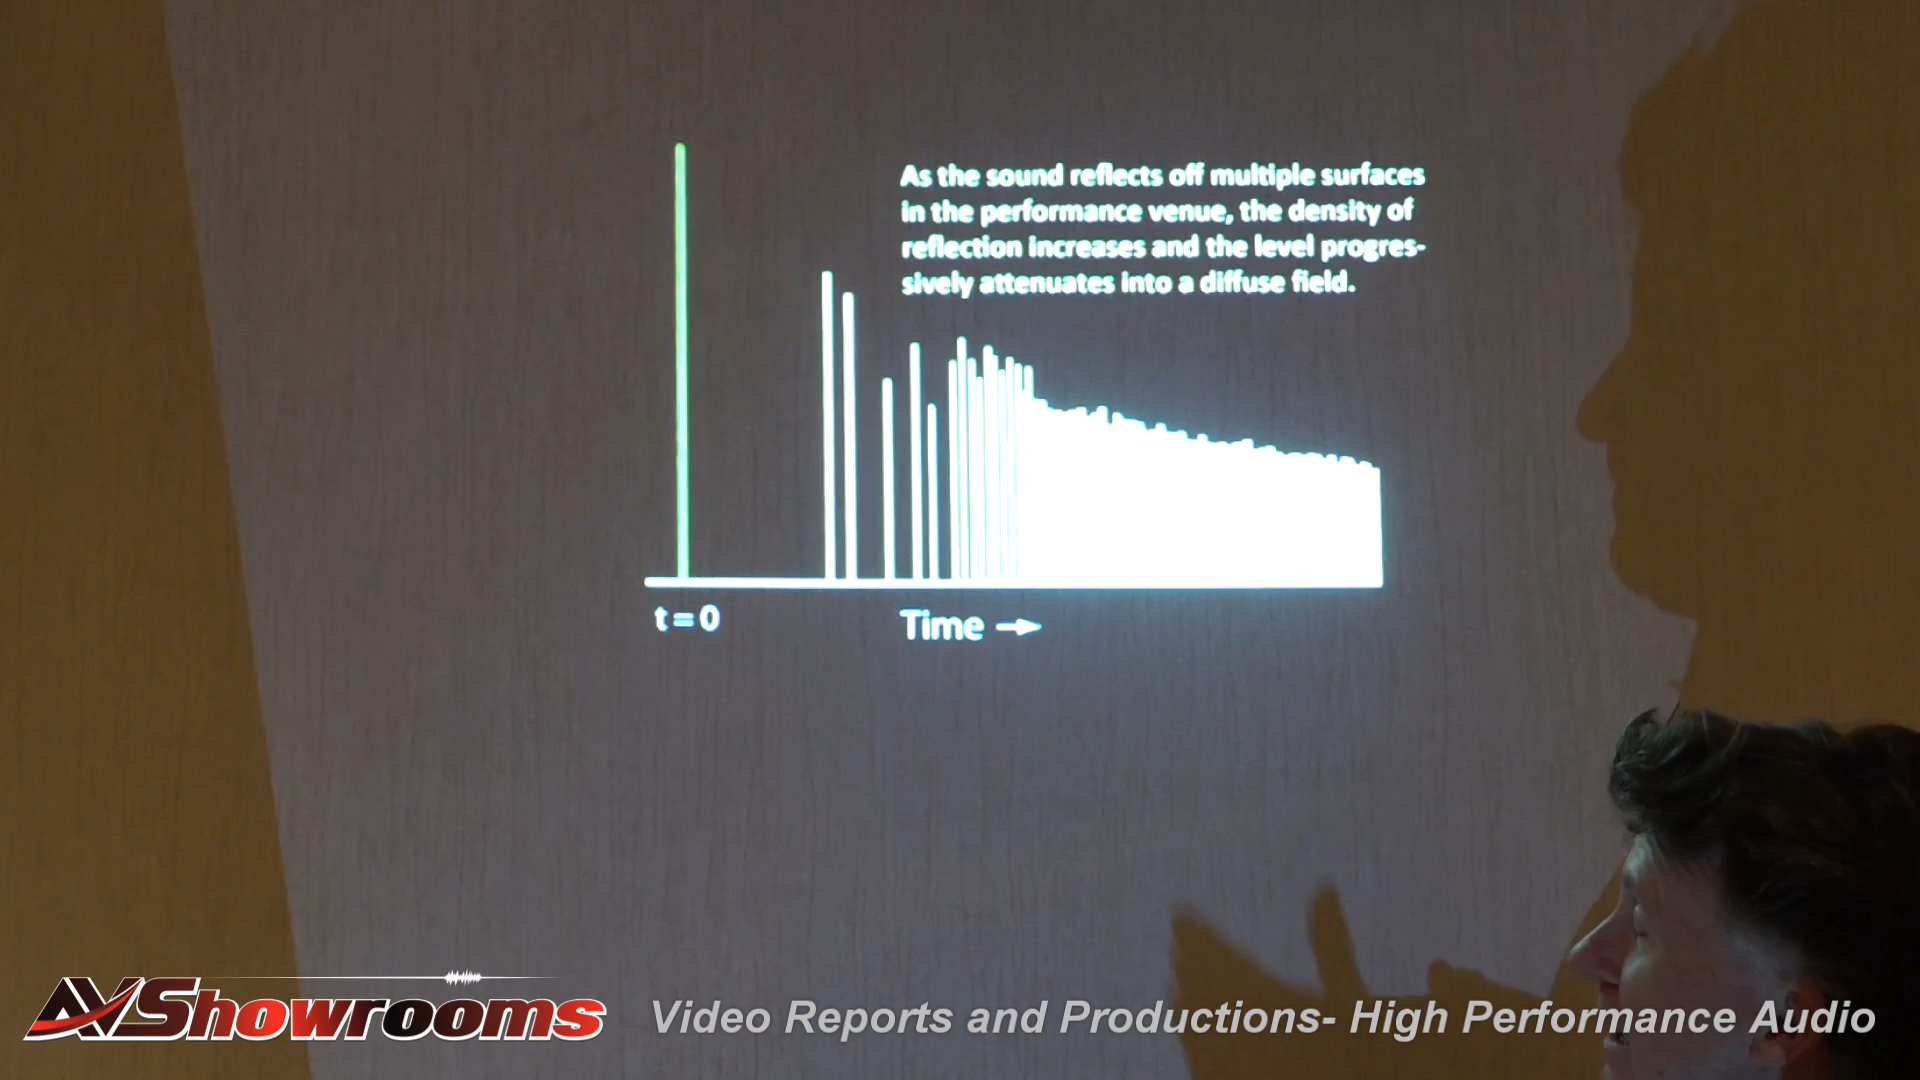 As the sound reflects off multiple surfaces
in the performance venue, the density of
reflection increases and the level progres-
sively attenuates into a diffuse field.
t = 0
Time →
AVShowrooms
Video Reports and Productions- High Performance Audio